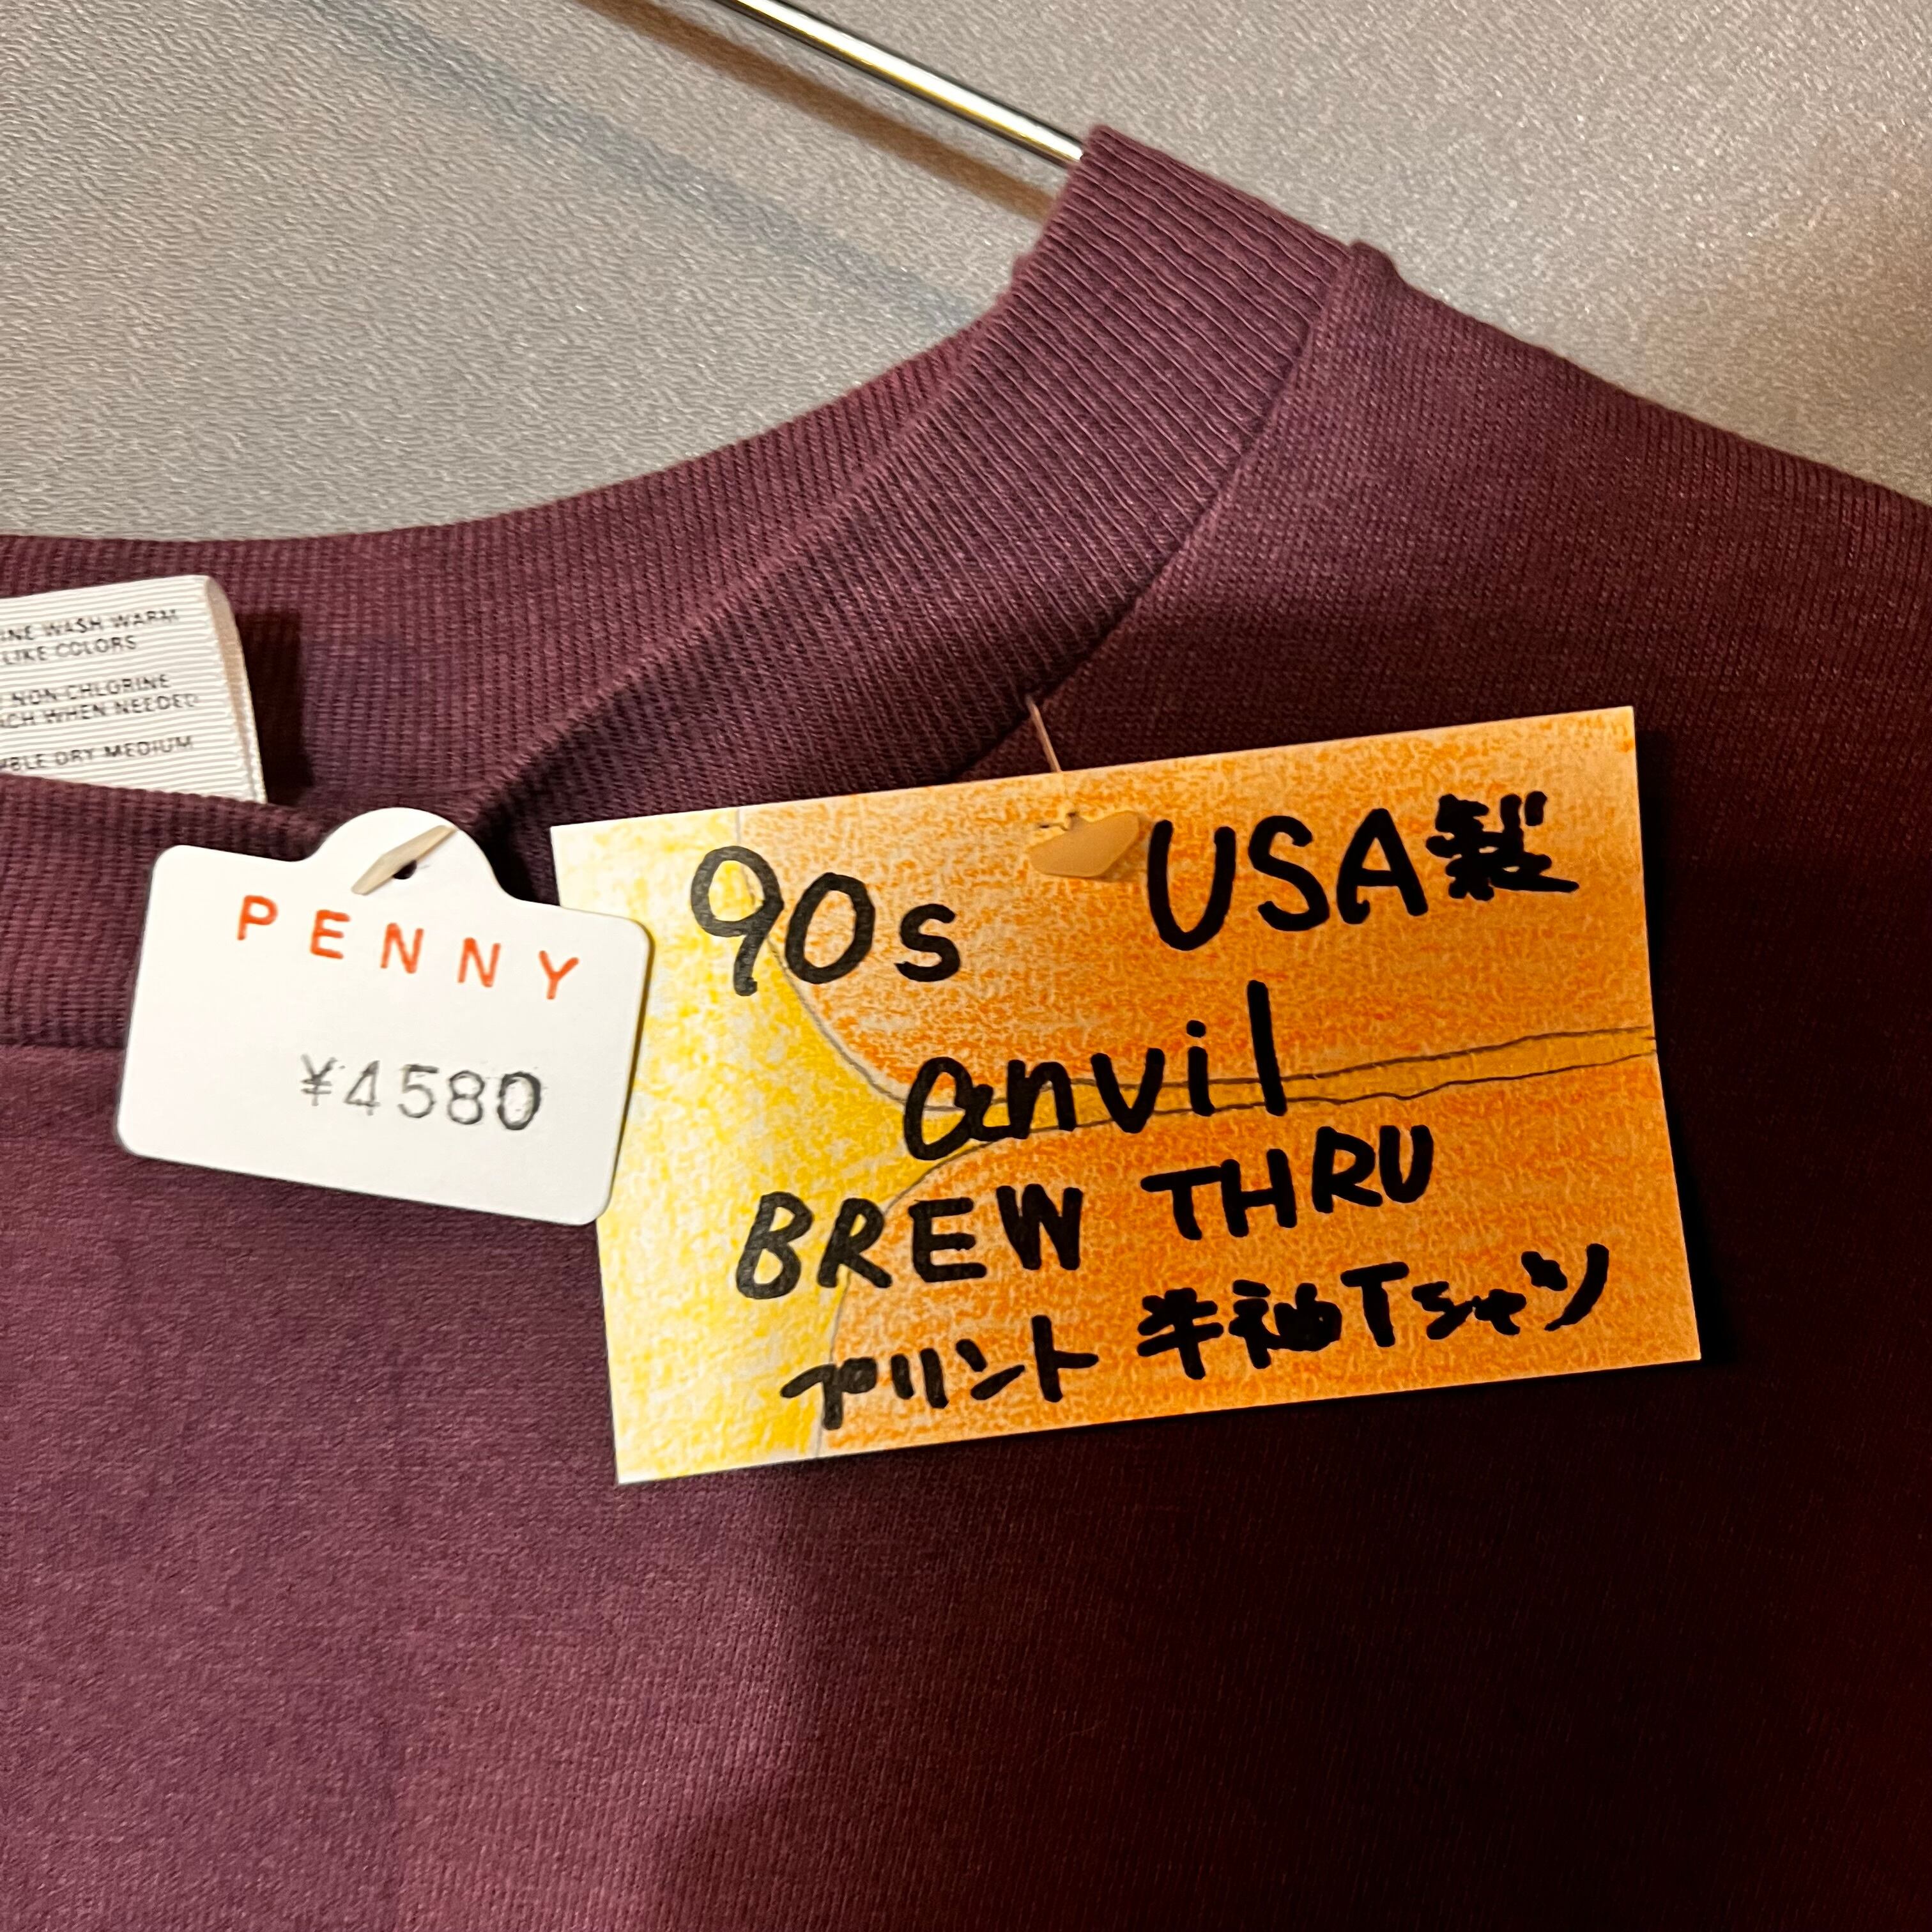 INE WASH WARM
LIKE COLORS
NON-CHLORINE
ACH WHEN NEEDED
MBLE DRY MEDIUM
PENNY
¥4580
90s USA製
anvil
BREW THRU
プリント 半袖Tシャツ